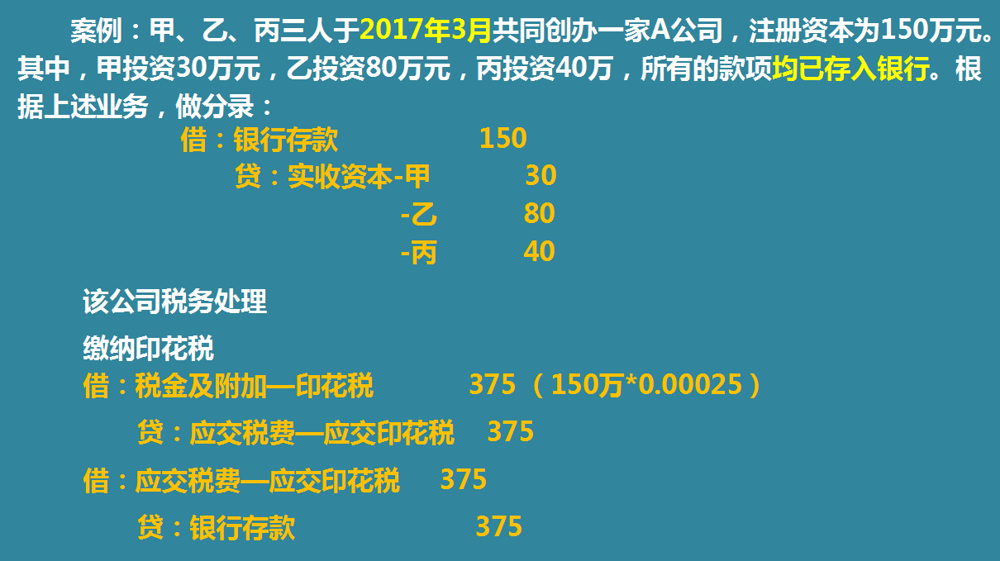 案例：甲、乙、丙三人于2017年3月共同创办一家A公司，注册资本为150万元。
其中，甲投资30万元，乙投资80万元，丙投资40万，所有的款项均已存入银行。根
据上述业务，做分录：
借：银行存款 150
贷：实收资本-甲 30
-乙 80
-丙 40
该公司税务处理
缴纳印花税
借：税金及附加—印花税 375（150万*0.00025）
贷：应交税费—应交印花税 375
借：应交税费—应交印花税 375
贷：银行存款 375